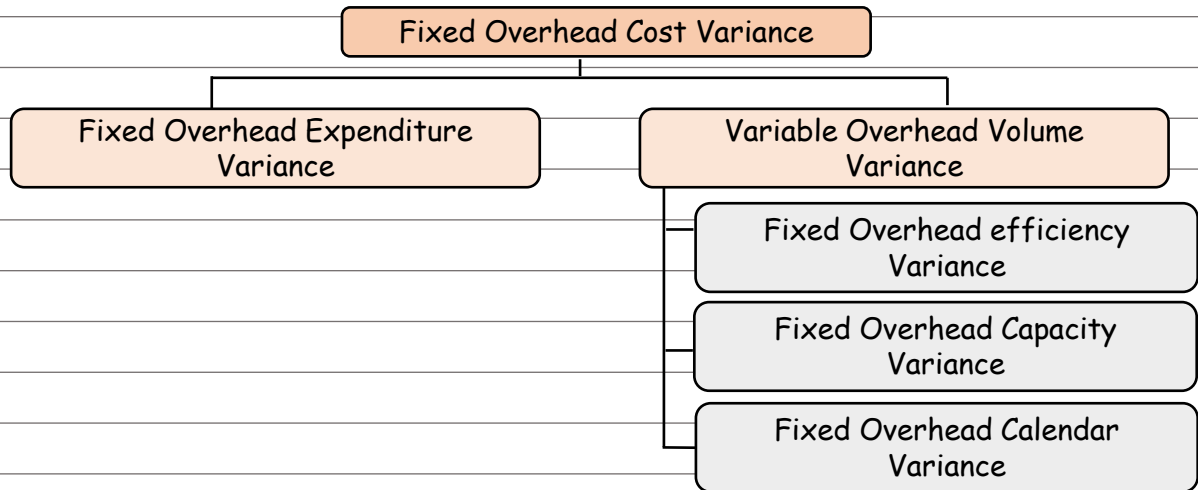 Fixed Overhead Cost Variance
Fixed Overhead Expenditure
Variance
Variable Overhead Volume
Variance
Fixed Overhead efficiency
Variance
Fixed Overhead Capacity
Variance
Fixed Overhead Calendar
Variance